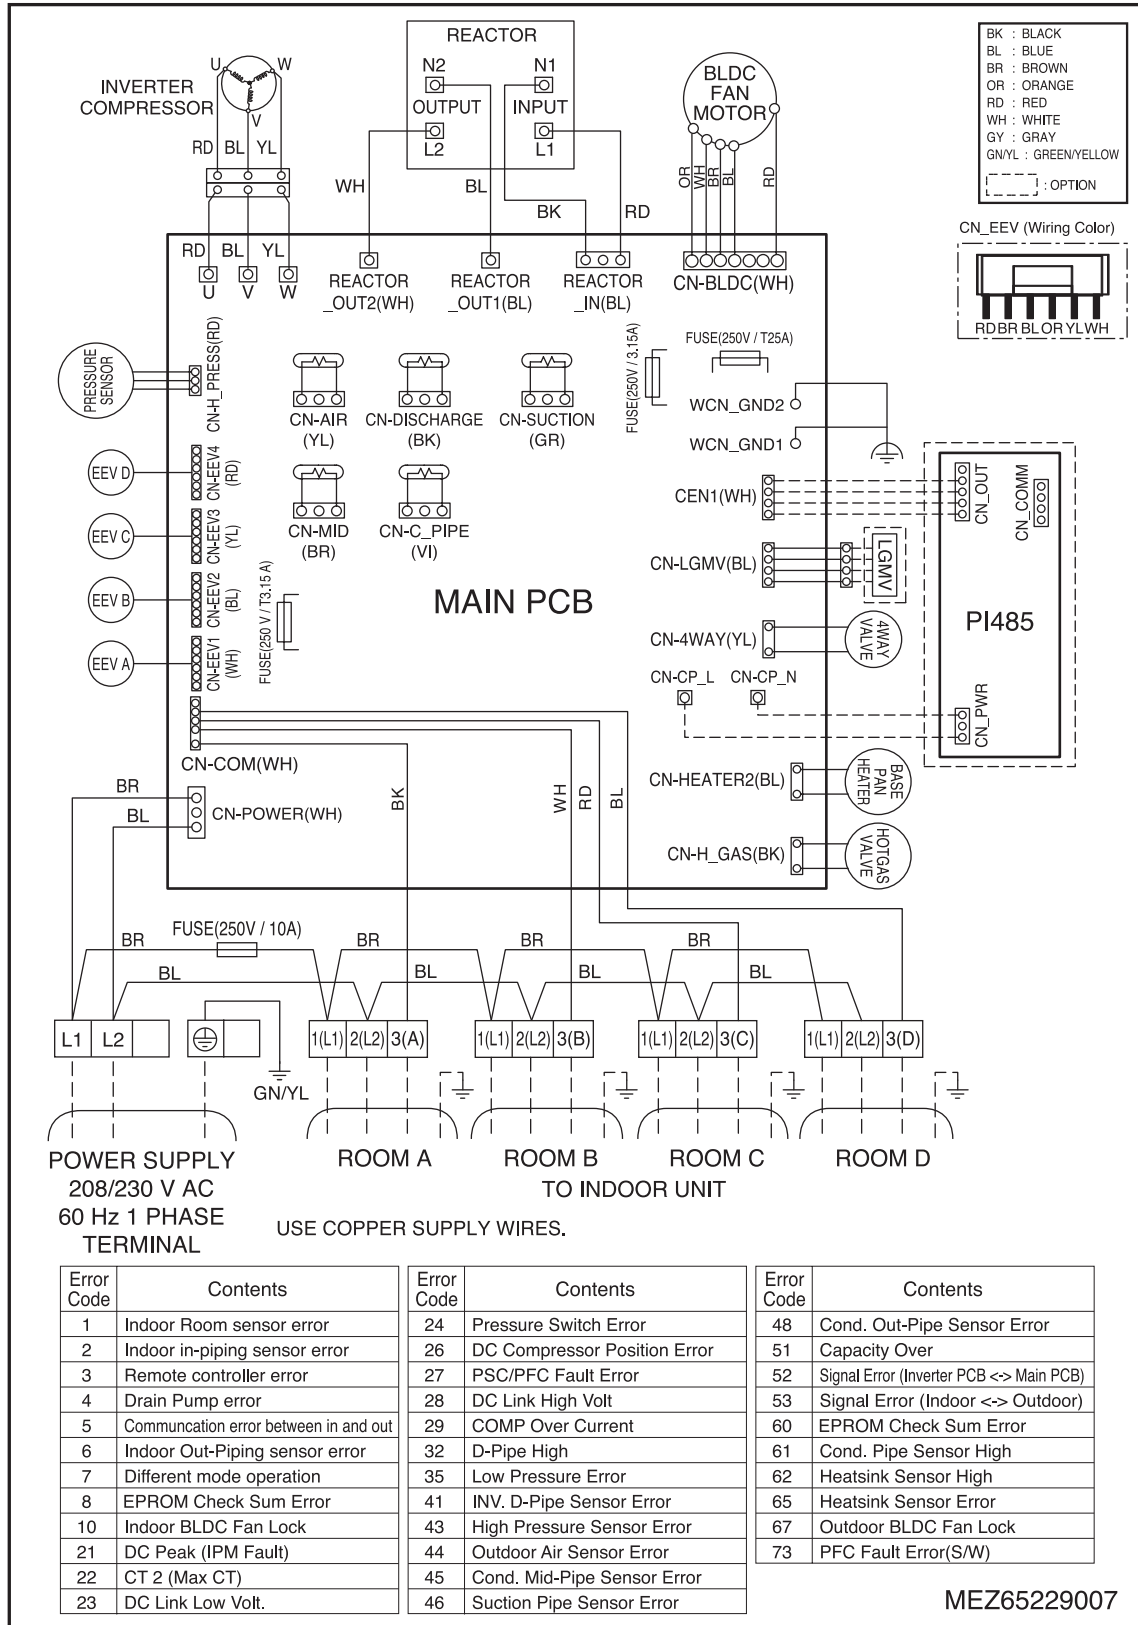 REACTOR
N2 N1
OUTPUT INPUT
L2 L1
INVERTER
COMPRESSOR
U W
V
RD BL YL
WH
BL
BK
RD
BLDC
FAN
MOTOR
OR WH BR BL RD
BK : BLACK
BL : BLUE
BR : BROWN
OR : ORANGE
RD : RED
WH : WHITE
GY : GRAY
GN/YL : GREEN/YELLOW
: OPTION
CN_EEV (Wiring Color)
RD BR BL OR YL WH
RD BL YL
U V W
REACTOR
_OUT2(WH)
REACTOR
_OUT1(BL)
REACTOR
_IN(BL)
CN-BLDC(WH)
PRESSURE
SENSOR
CN-H_PRESS(RD)
CN-AIR
(YL)
CN-DISCHARGE
(BK)
CN-SUCTION
(GR)
FUSE(250V / 3.15A)
FUSE(250V / T25A)
WCN_GND2
WCN_GND1
EEV D
CN-EEV4
(RD)
EEV C
CN-EEV3
(YL)
EEV B
CN-EEV2
(BL)
EEV A
CN-EEV1
(WH)
CN-MID
(BR)
CN-C_PIPE
(VI)
FUSE(250 V / T3.15 A)
MAIN PCB
CEN1(WH)
CN-LGMV(BL)
LGMV
CN-4WAY(YL)
4WAY
VALVE
CN-CP_L CN-CP_N
CN_OUT
CN_COMM
PI485
CN_PWR
CN-COM(WH)
CN-POWER(WH)
BR
BL
BK
WH
RD
BL
CN-HEATER2(BL)
BASE
PAN
HEATER
CN-H_GAS(BK)
HOTGAS
VALVE
FUSE(250V / 10A)
BR BR BR BR
BL BL BL BL
L1 L2
GN/YL
1(L1) 2(L2) 3(A)
1(L1) 2(L2) 3(B)
1(L1) 2(L2) 3(C)
1(L1) 2(L2) 3(D)
POWER SUPPLY
208/230 V AC
60 Hz 1 PHASE
TERMINAL
ROOM A ROOM B ROOM C ROOM D
TO INDOOR UNIT
USE COPPER SUPPLY WIRES.
Error Code Contents
1 Indoor Room sensor error
2 Indoor in-piping sensor error
3 Remote controller error
4 Drain Pump error
5 Communcation error between in and out
6 Indoor Out-Piping sensor error
7 Different mode operation
8 EPROM Check Sum Error
10 Indoor BLDC Fan Lock
21 DC Peak (IPM Fault)
22 CT 2 (Max CT)
23 DC Link Low Volt.
Error Code Contents
24 Pressure Switch Error
26 DC Compressor Position Error
27 PSC/PFC Fault Error
28 DC Link High Volt
29 COMP Over Current
32 D-Pipe High
35 Low Pressure Error
41 INV. D-Pipe Sensor Error
43 High Pressure Sensor Error
44 Outdoor Air Sensor Error
45 Cond. Mid-Pipe Sensor Error
46 Suction Pipe Sensor Error
Error Code Contents
48 Cond. Out-Pipe Sensor Error
51 Capacity Over
52 Signal Error (Inverter PCB <-> Main PCB)
53 Signal Error (Indoor <-> Outdoor)
60 EPROM Check Sum Error
61 Cond. Pipe Sensor High
62 Heatsink Sensor High
65 Heatsink Sensor Error
67 Outdoor BLDC Fan Lock
73 PFC Fault Error(S/W)
MEZ65229007